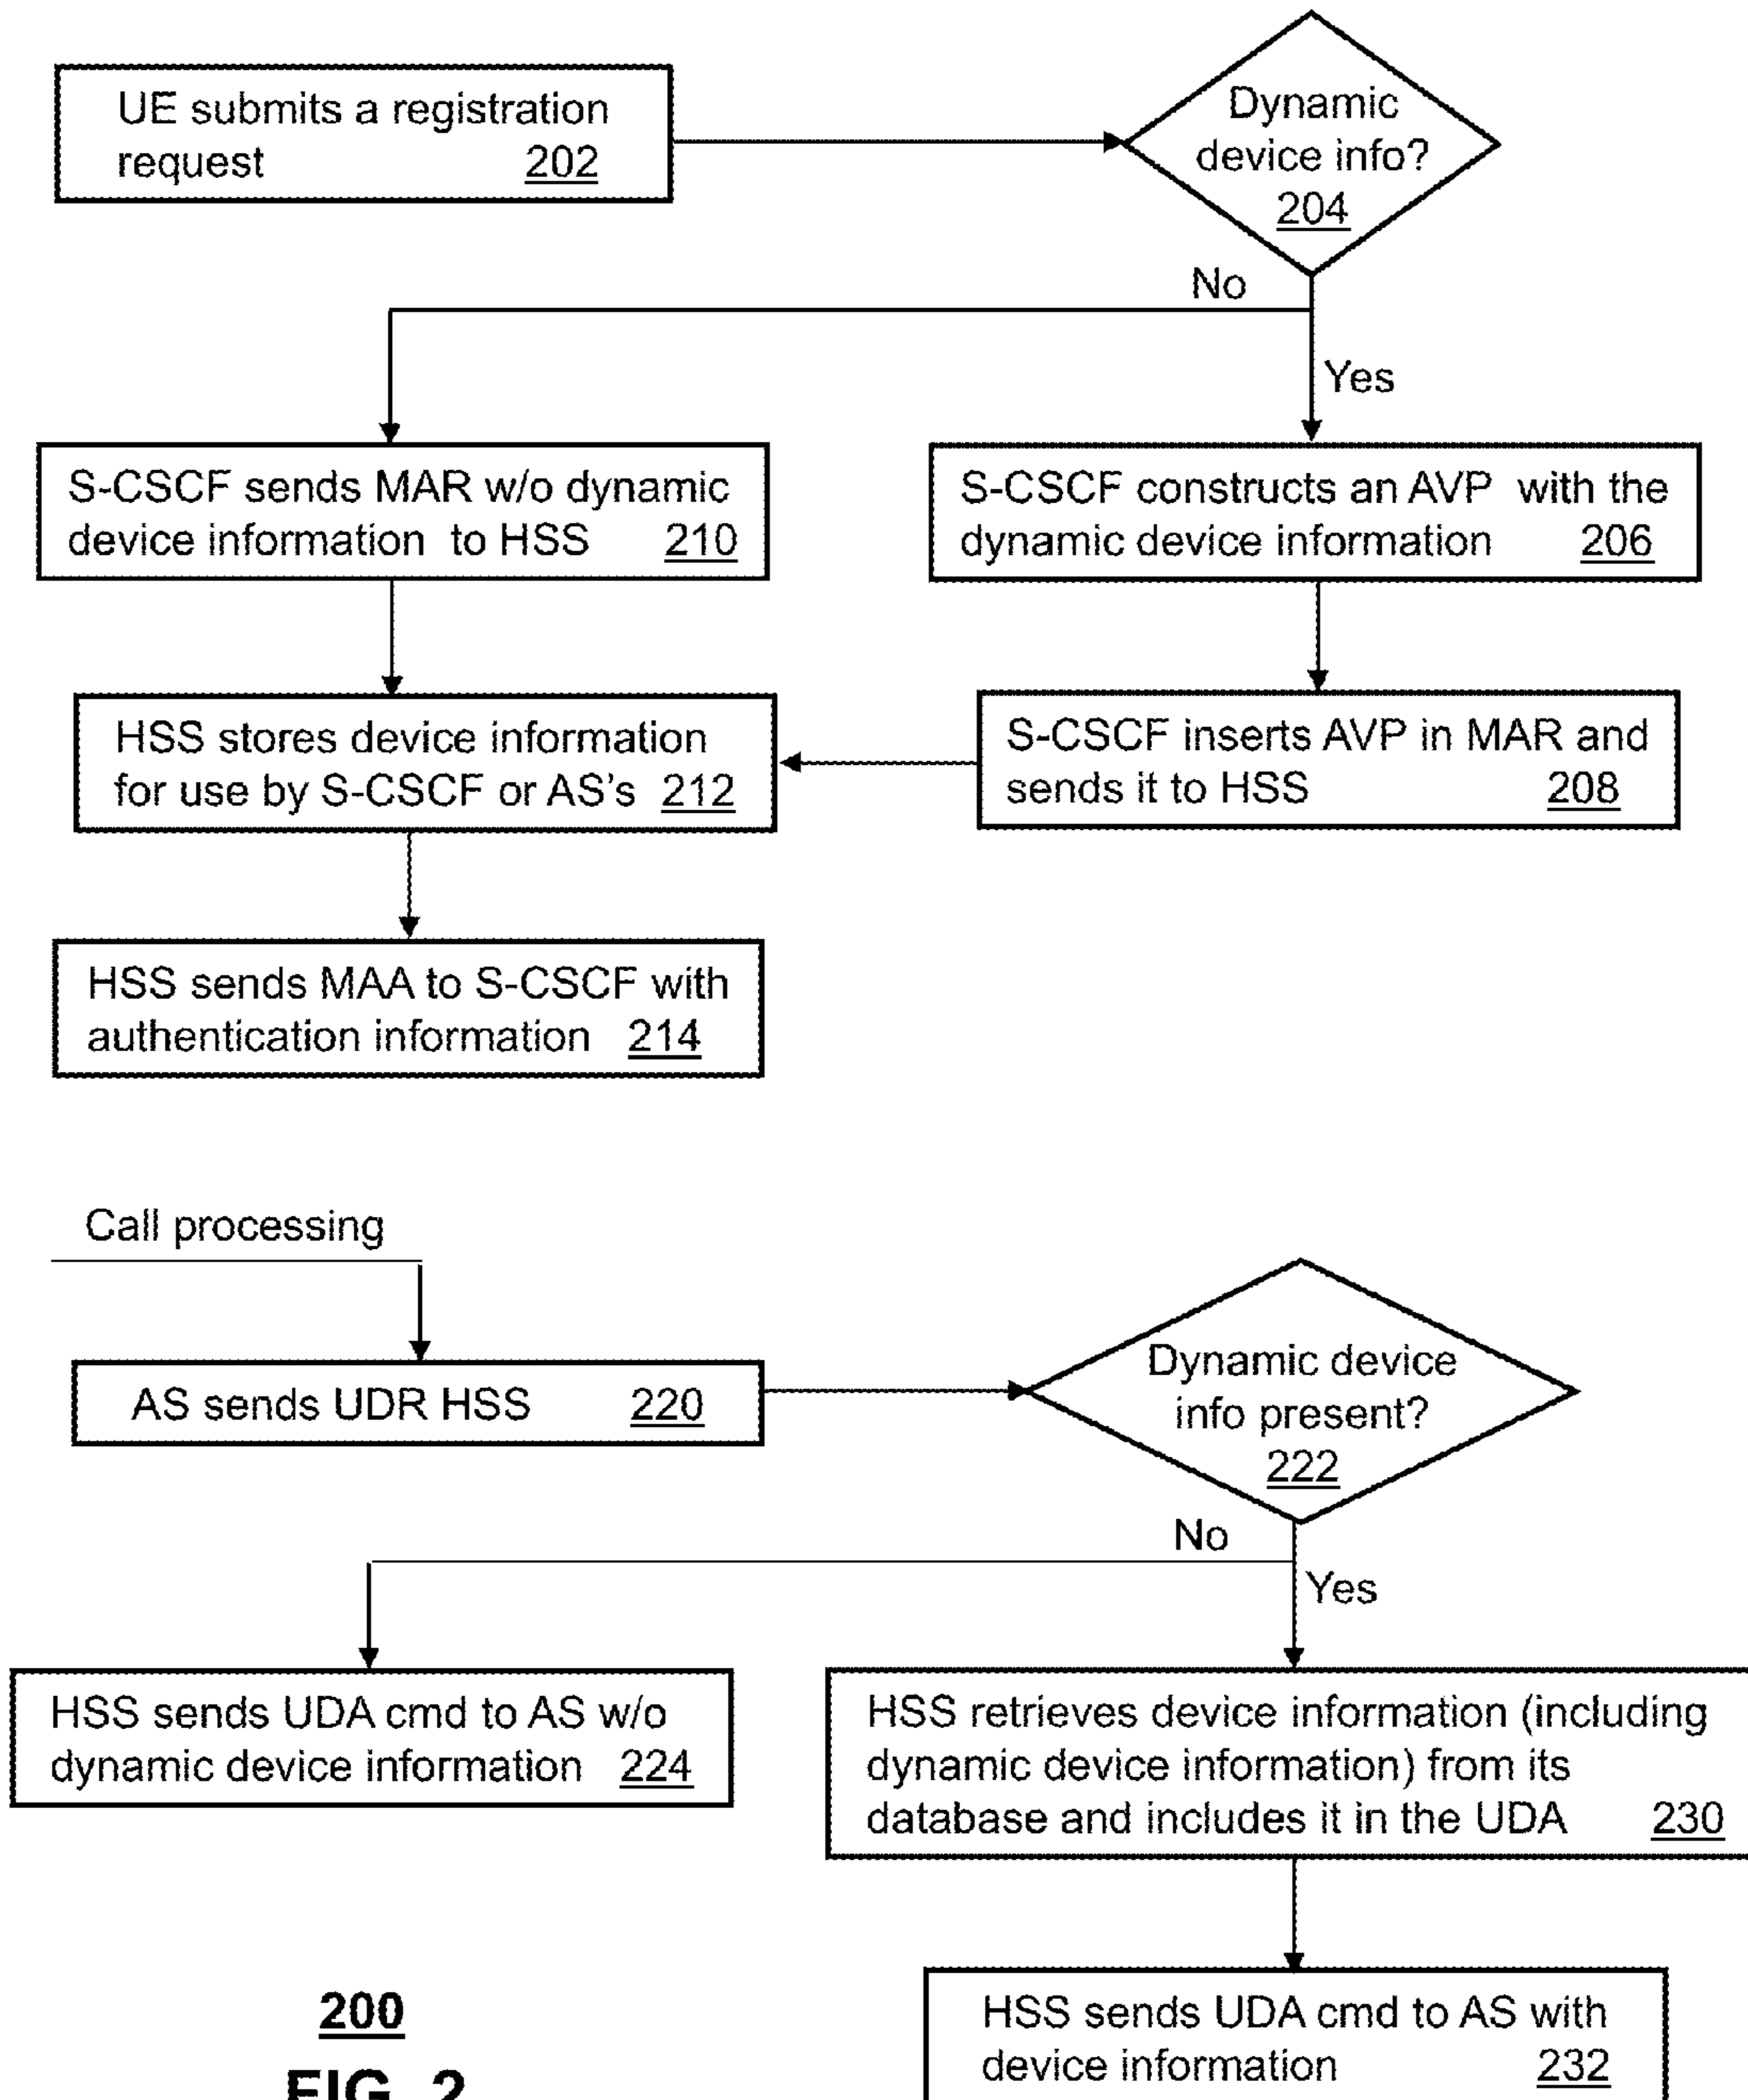 UE submits a registration
request 202
Dynamic
device info?
204
No
Yes
S-CSCF sends MAR w/o dynamic
device information to HSS 210
S-CSCF constructs an AVP with the
dynamic device information 206
HSS stores device information
for use by S-CSCF or AS's 212
S-CSCF inserts AVP in MAR and
sends it to HSS 208
HSS sends MAA to S-CSCF with
authentication information 214
Call processing
AS sends UDR HSS 220
Dynamic device
info present?
222
No
Yes
HSS sends UDA cmd to AS w/o
dynamic device information 224
HSS retrieves device information (including
dynamic device information) from its
database and includes it in the UDA 230
HSS sends UDA cmd to AS with
device information 232
200
FIG. 2